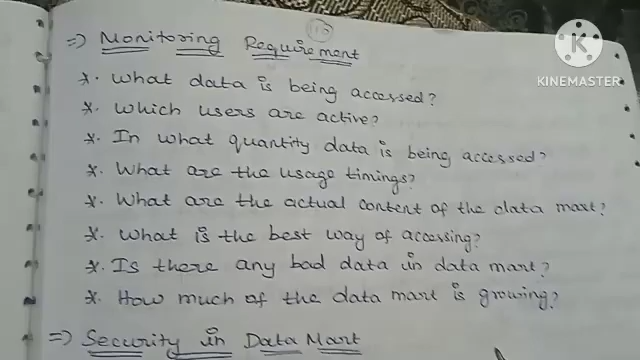 10
⇒ Monitoring Requirement
*. What data is being accessed?
*. Which users are active?
*. In what quantity data is being accessed?
*. What are the usage timings?
*. What are the actual content of the data mart?
*. What is the best way of accessing?
*. Is there any bad data in data mart?
*. How much of the data mart is growing?
⇒ Security in Data Mart
K
KINEMASTER